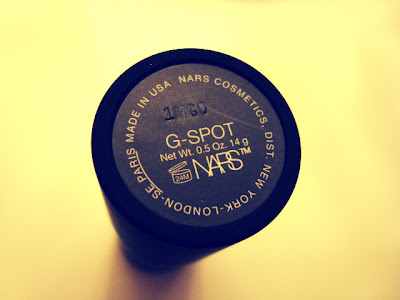 MADE IN USA NARS COSMETICS, DIST. NEW YORK-LONDON-SE PARIS
G-SPOT
Net Wt. 0.5 Oz. 14 g
24M
NARS™